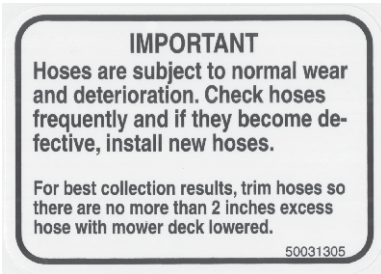 IMPORTANT
Hoses are subject to normal wear
and deterioration. Check hoses
frequently and if they become de-
fective, install new hoses.
For best collection results, trim hoses so
there are no more than 2 inches excess
hose with mower deck lowered.
50031305